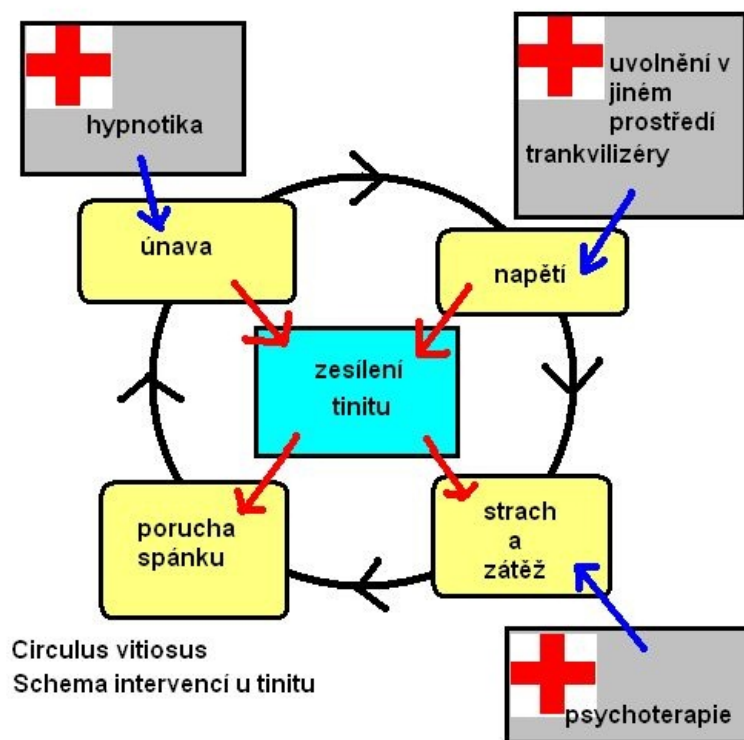 hypnotika
uvolnění v
jiném
prostředí
trankvilizéry
únava
napětí
zesílení
tinitu
porucha
spánku
strach
a
zátěž
Circulus vitiosus
Schema intervencí u tinitu
psychoterapie